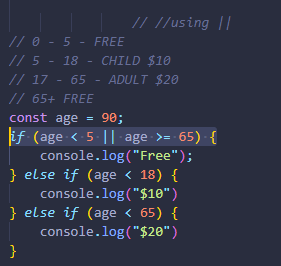 // //using ||
// 0 - 5 - FREE
// 5 - 18 - CHILD $10
// 17 - 65 - ADULT $20
// 65+ FREE
const age = 90;
if (age < 5 || age >= 65) {
    console.log("Free");
} else if (age < 18) {
    console.log("$10")
} else if (age < 65) {
    console.log("$20")
}